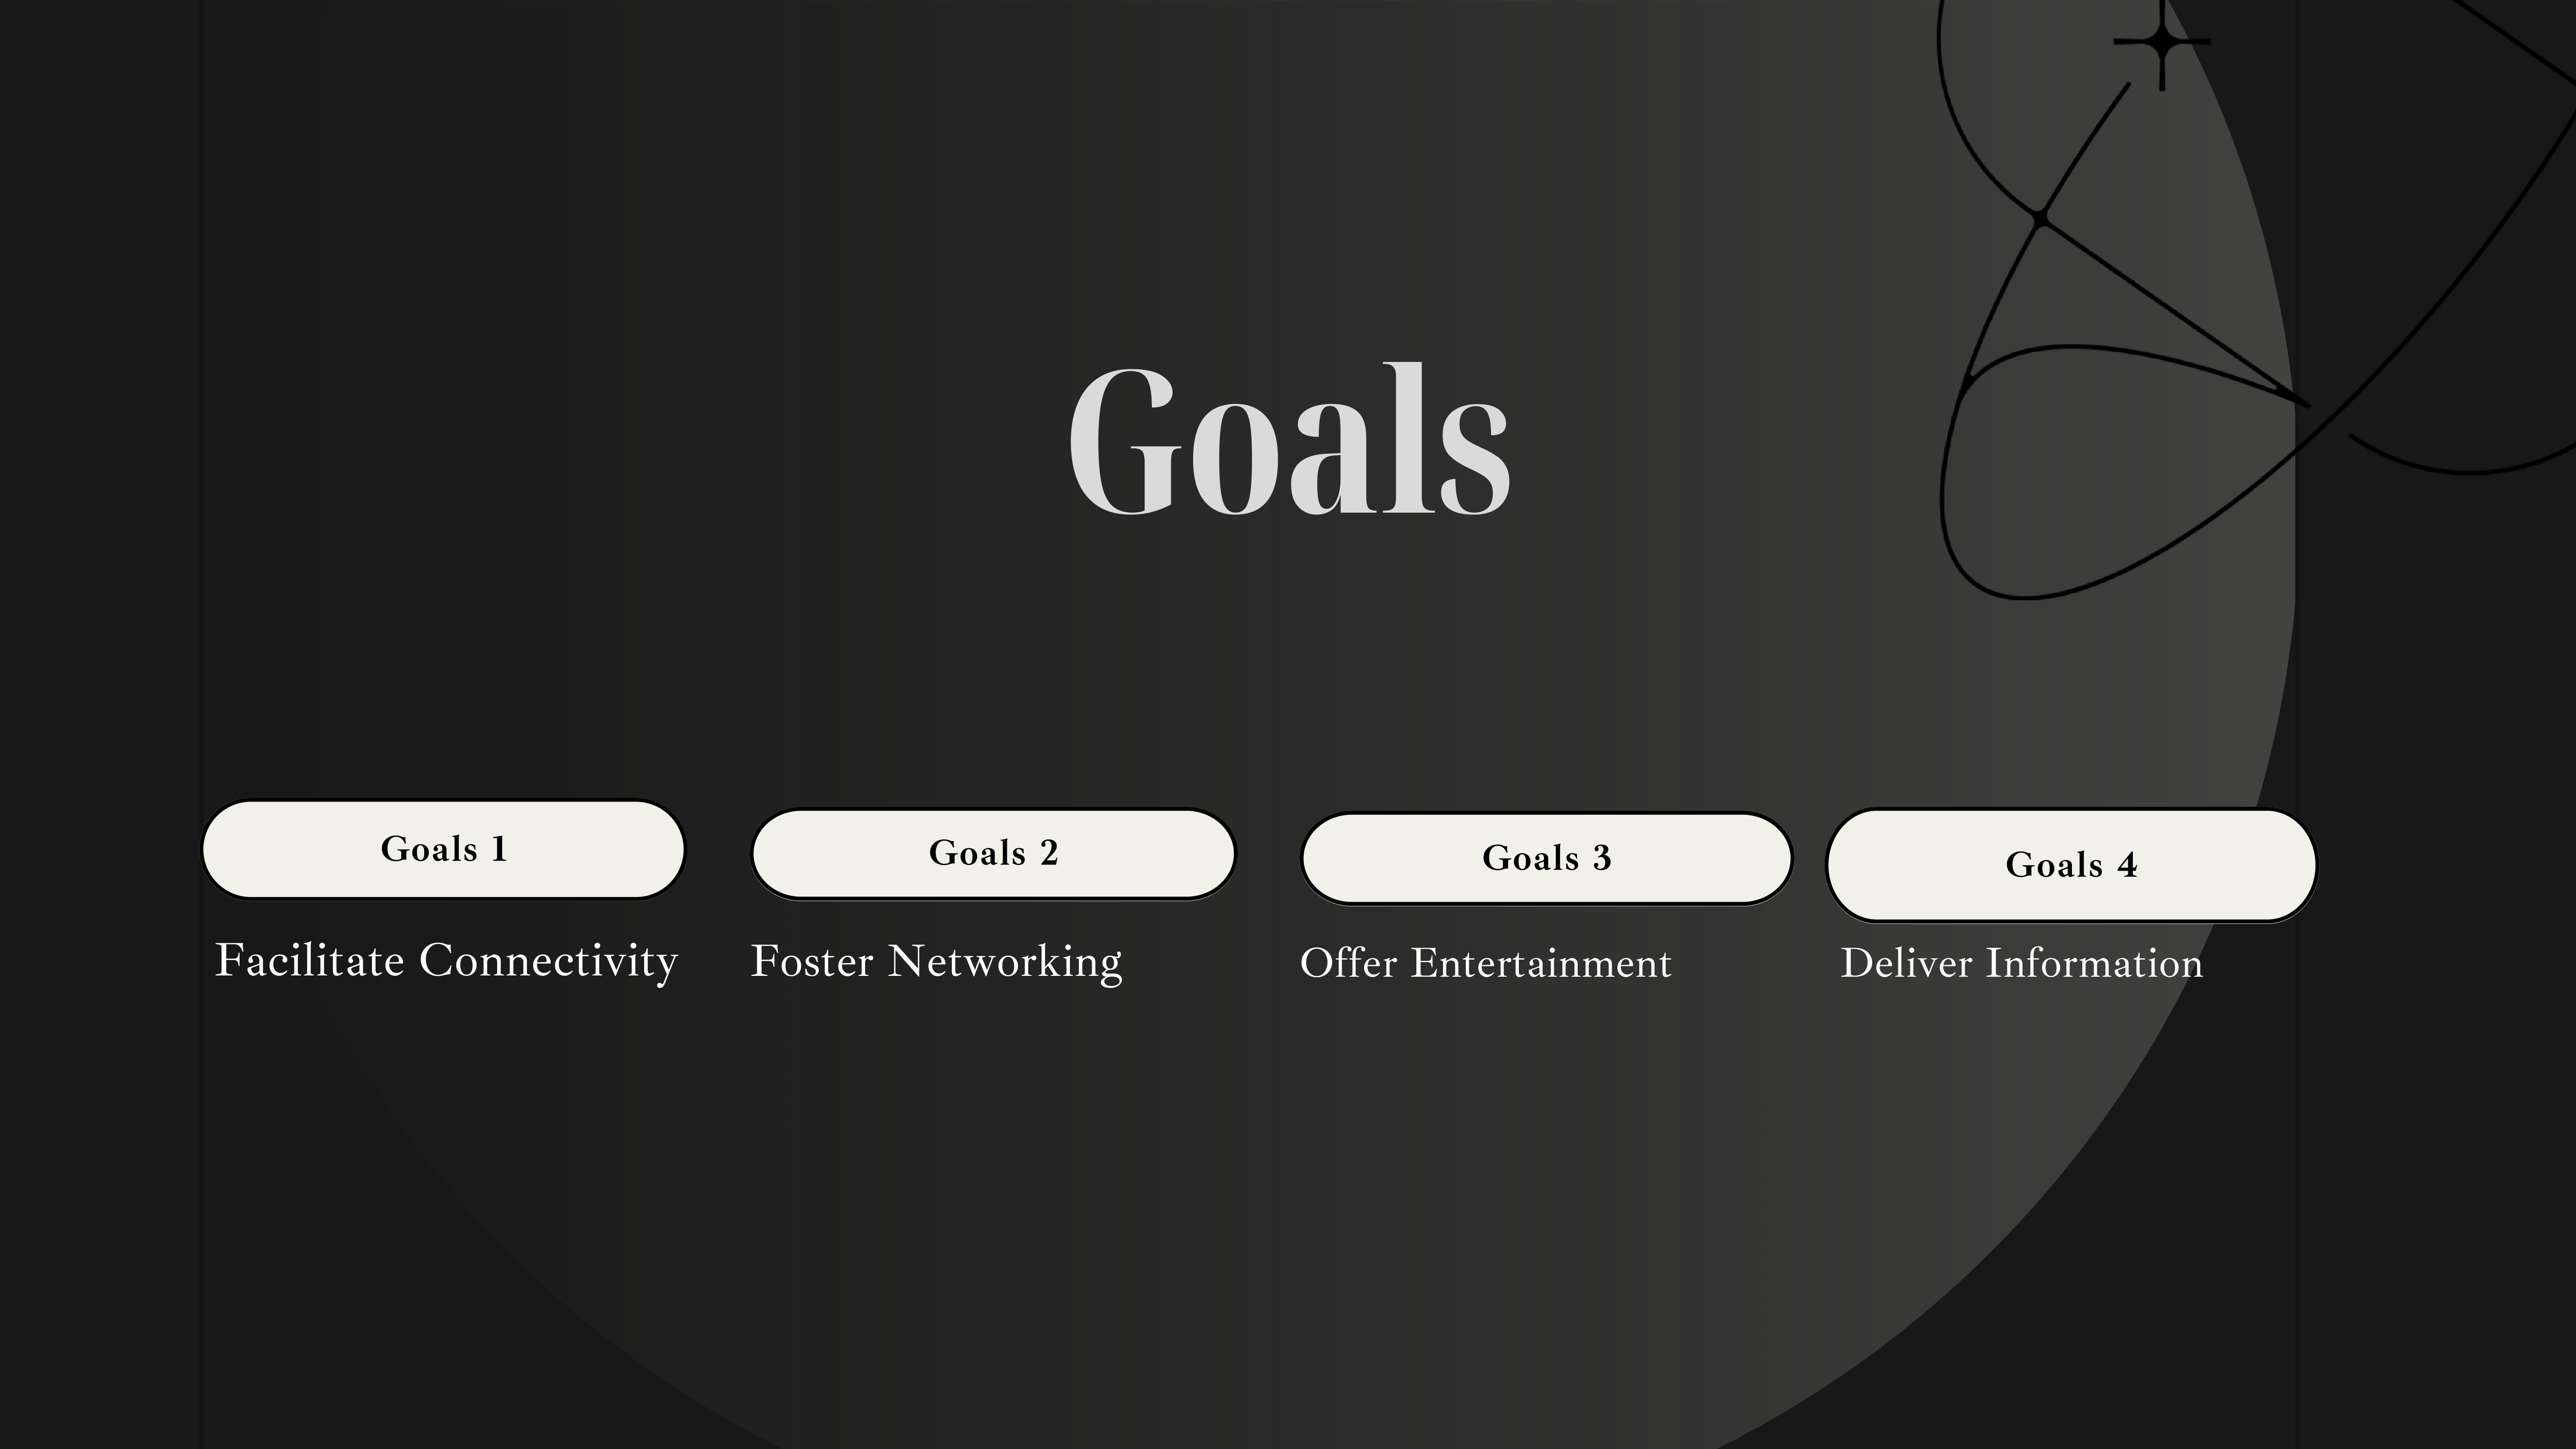 Goals
Goals 1
Goals 2
Goals 3
Goals 4
Facilitate Connectivity
Foster Networking
Offer Entertainment
Deliver Information